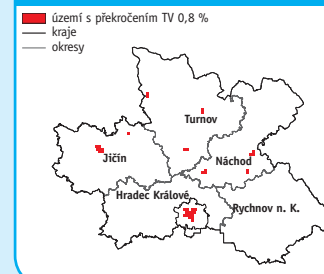 území s překročením TV 0,8 %
kraje
okresy
Turnov
Jičín
Náchod
Hradec Králové
Rychnov n. K.